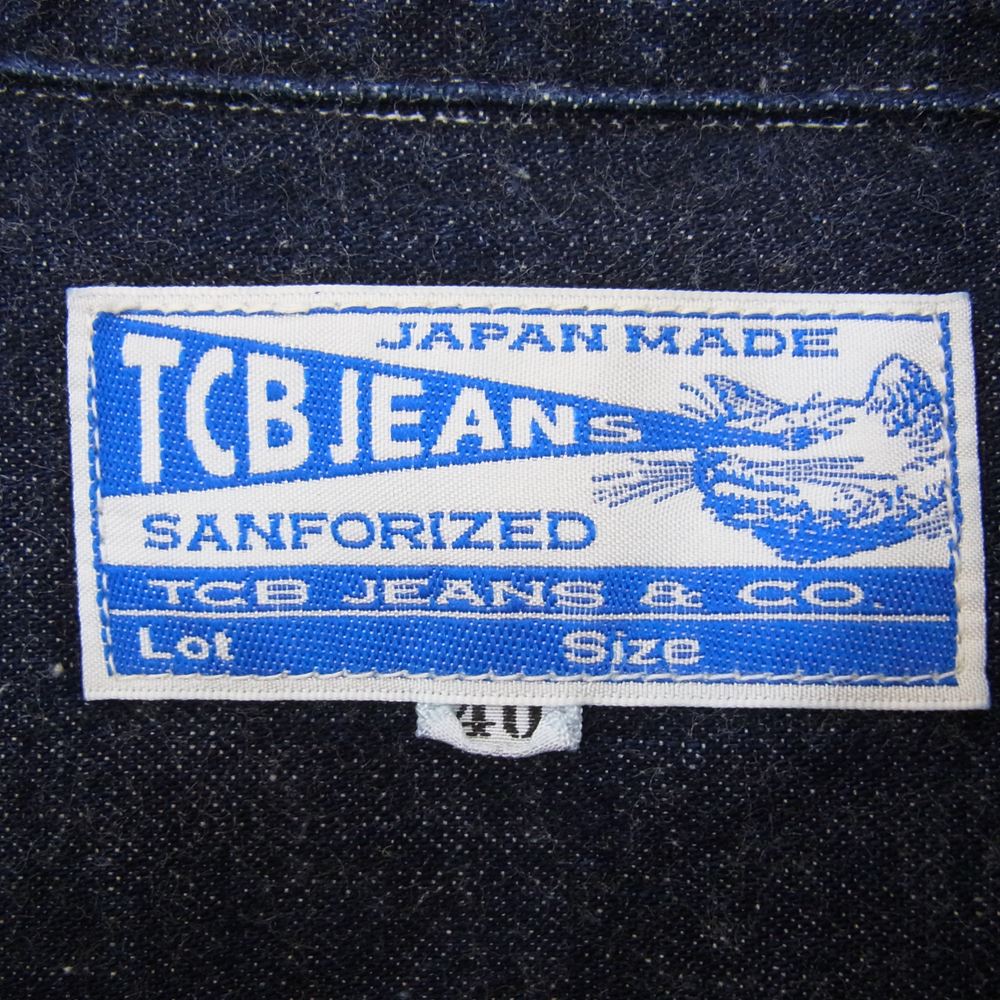 JAPAN MADE
TCB JEANS
SANFORIZED
TCB JEANS & CO.
Lot Size
40